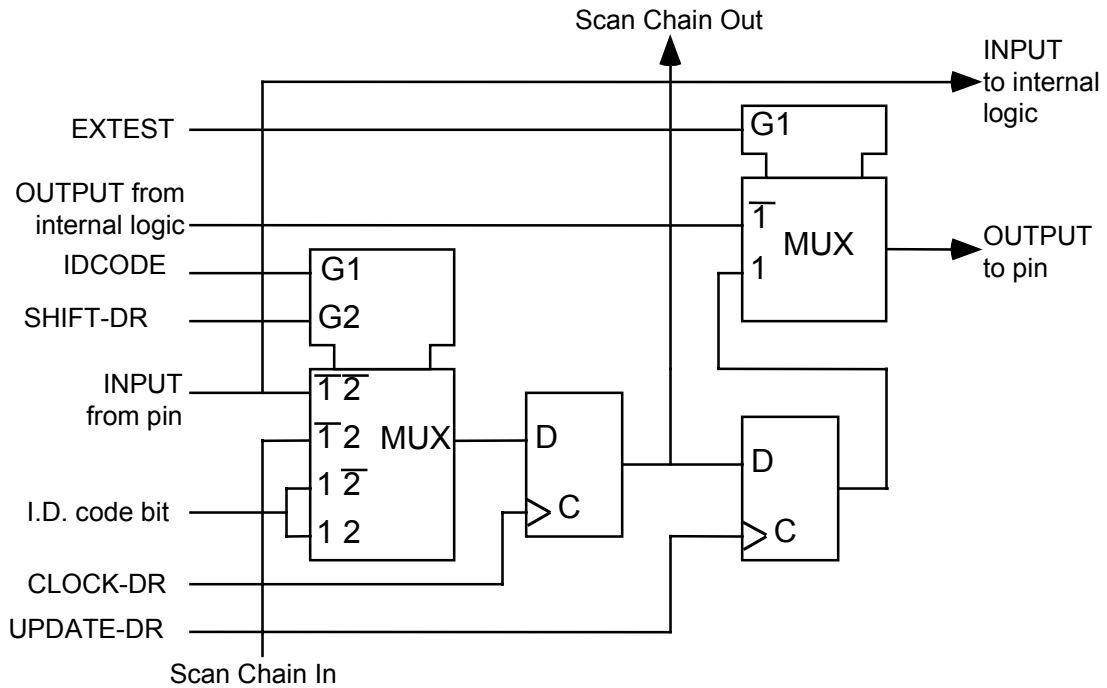 Scan Chain Out
INPUT
to internal
logic
EXTEST
G1
OUTPUT from
internal logic
1̅
MUX
1
OUTPUT
to pin
IDCODE
G1
SHIFT-DR
G2
INPUT
from pin
1̅ 2̅
1̅ 2
MUX
1 2̅
1 2
I.D. code bit
D
C
D
C
CLOCK-DR
UPDATE-DR
Scan Chain In